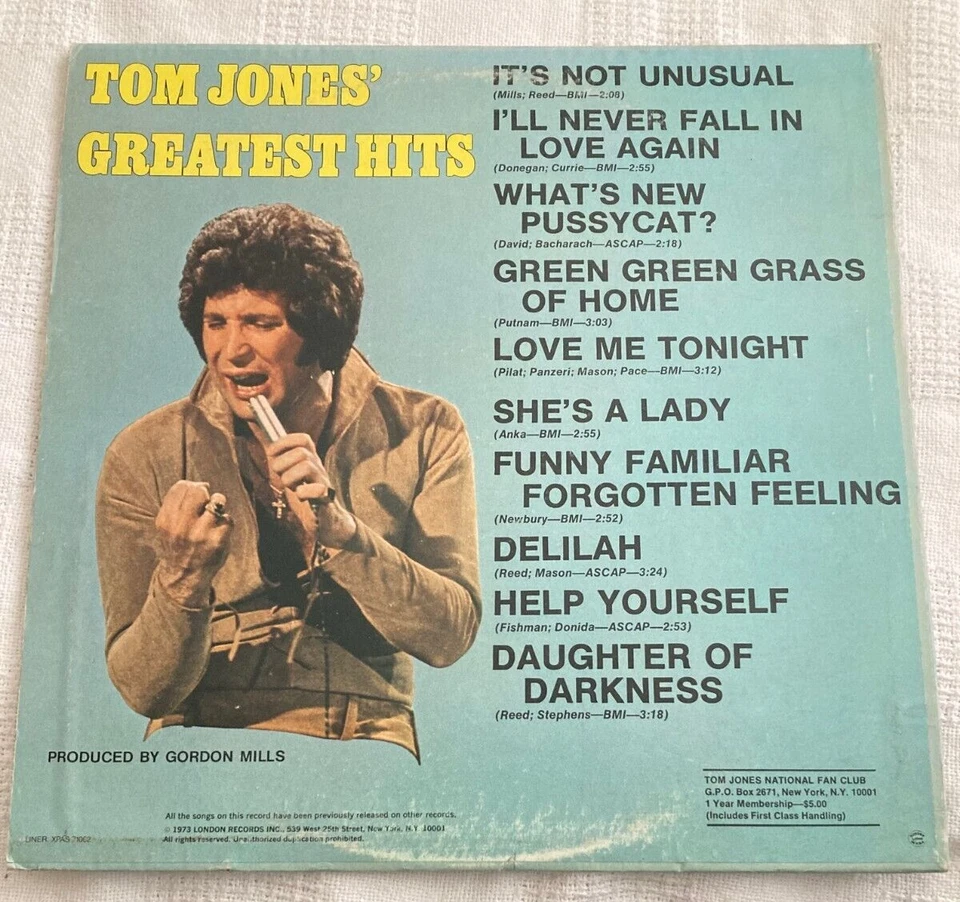 TOM JONES'
GREATEST HITS
IT'S NOT UNUSUAL
(Mills; Reed—BMI—2:08)
I'LL NEVER FALL IN
LOVE AGAIN
(Donegan; Currie—BMI—2:55)
WHAT'S NEW
PUSSYCAT?
(David; Bacharach—ASCAP—2:18)
GREEN GREEN GRASS
OF HOME
(Putnam—BMI—3:03)
LOVE ME TONIGHT
(Pilat; Panzeri; Mason; Pace—BMI—3:12)
SHE'S A LADY
(Anka—BMI—2:55)
FUNNY FAMILIAR
FORGOTTEN FEELING
(Newbury—BMI—2:52)
DELILAH
(Reed; Mason—ASCAP—3:24)
HELP YOURSELF
(Fishman; Donida—ASCAP—2:53)
DAUGHTER OF
DARKNESS
(Reed; Stephens—BMI—3:18)
PRODUCED BY GORDON MILLS
TOM JONES NATIONAL FAN CLUB
G.P.O. Box 2671, New York, N.Y. 10001
1 Year Membership—$5.00
(Includes First Class Handling)
All the songs on this record have been previously released on other records.
© 1973 LONDON RECORDS INC., 539 West 25th Street, New York, N.Y. 10001
All rights reserved. Unauthorized duplication prohibited.
LINER XPAS 71062